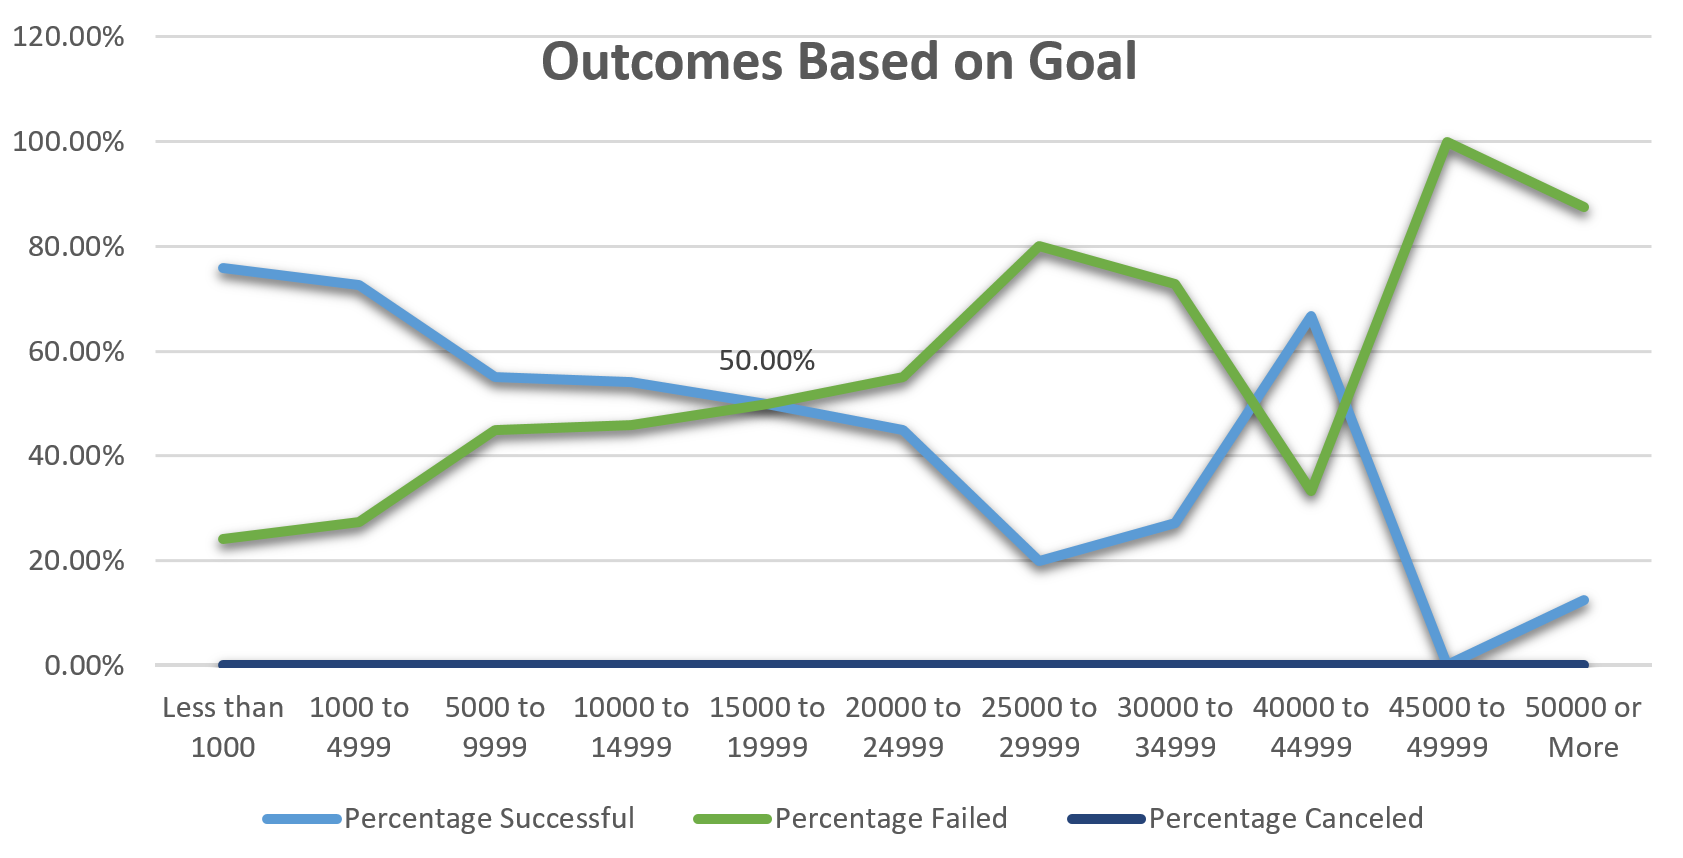 Outcomes Based on Goal
120.00%
100.00%
80.00%
60.00%
40.00%
20.00%
0.00%
50.00%
Less than 1000 to 5000 to 10000 to 15000 to 20000 to 25000 to 30000 to 40000 to 45000 to 50000 or
1000 4999 9999 14999 19999 24999 29999 34999 44999 49999 More
Percentage Successful Percentage Failed Percentage Canceled